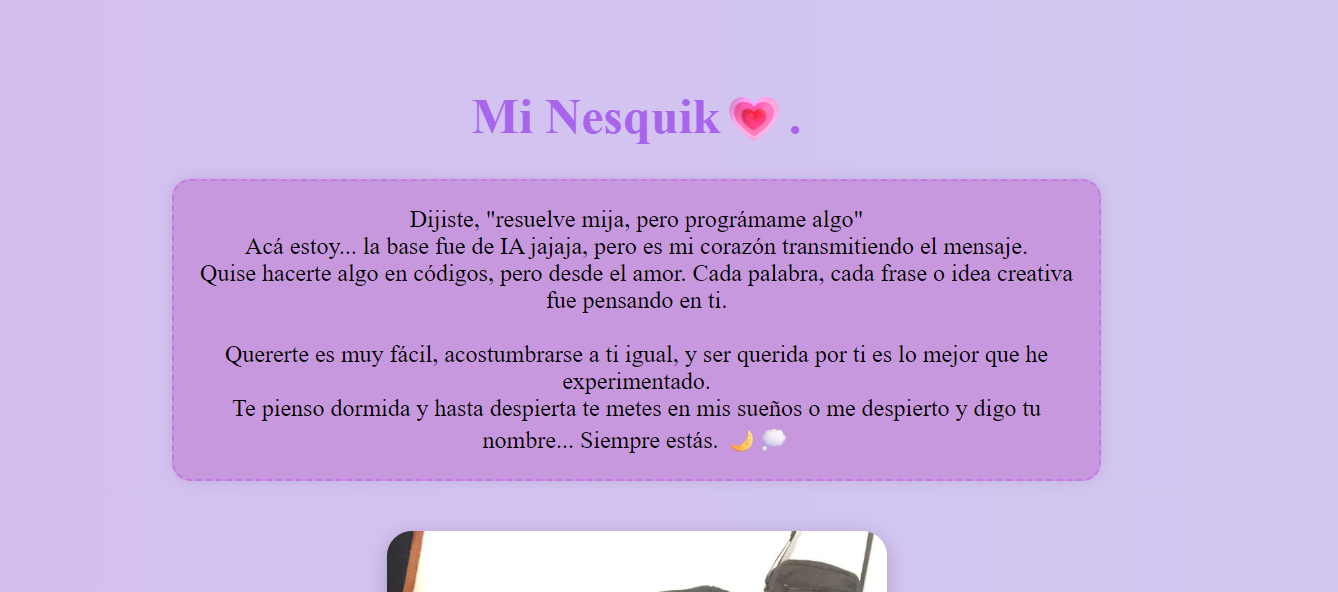 Mi Nesquik💗.
Dijiste, "resuelve mija, pero prográmame algo"
Acá estoy... la base fue de IA jajaja, pero es mi corazón transmitiendo el mensaje.
Quise hacerte algo en códigos, pero desde el amor. Cada palabra, cada frase o idea creativa
fue pensando en ti.
Quererte es muy fácil, acostumbrarse a ti igual, y ser querida por ti es lo mejor que he
experimentado.
Te pienso dormida y hasta despierta te metes en mis sueños o me despierto y digo tu
nombre... Siempre estás. 🌙💭